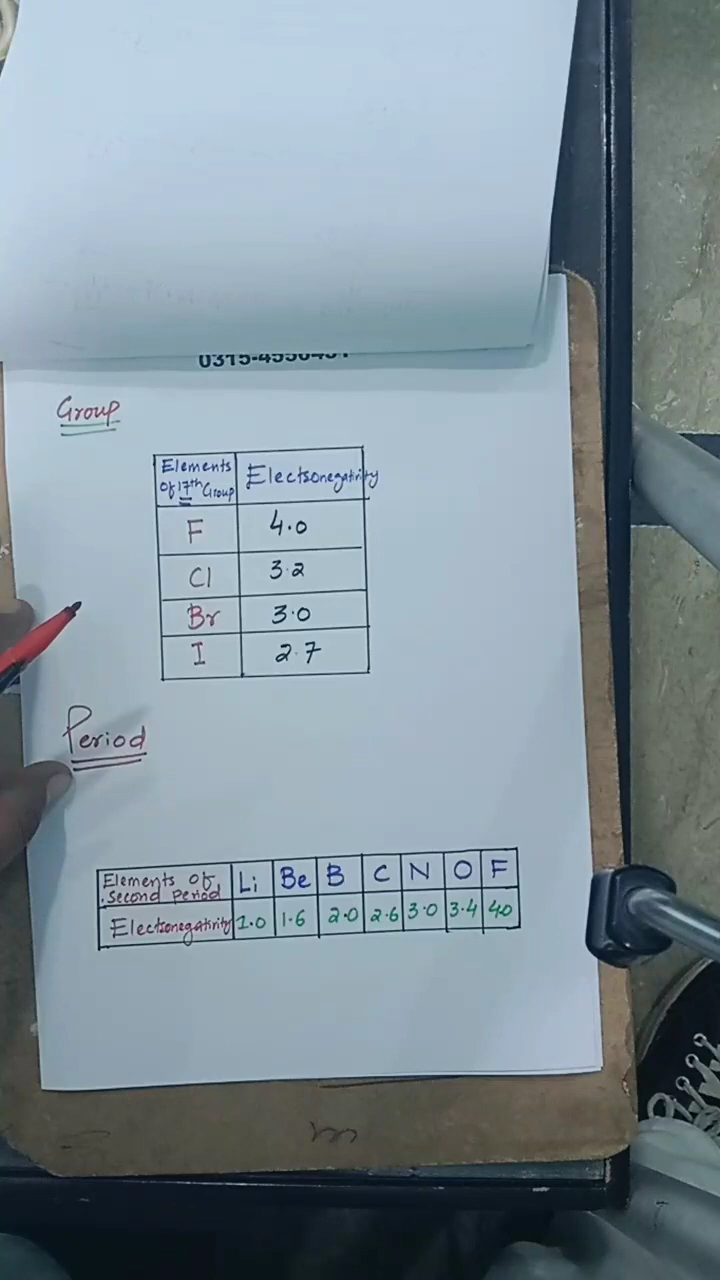 Group
Elements Of 17th Group
Electronegativity
F 4.0
Cl 3.2
Br 3.0
I 2.7
Period
Elements Of second period Li Be B C N O F
Electronegativity 1.0 1.6 2.0 2.6 3.0 3.4 4.0